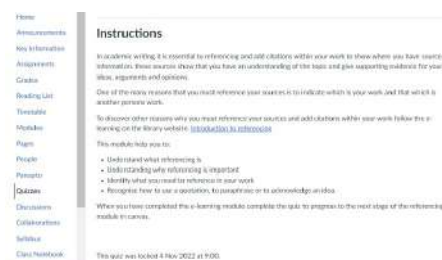 Home
Announcements
Key Information
Assignments
Grades
Reading List
Timetable
Modules
Pages
People
Panopto
Quizzes
Discussions
Collaborations
Syllabus
Class Notebook
Instructions
In academic writing it is essential to referencing and add citations within your work to show where you have source
information. these sources show that you have an understanding of the topic and give supporting evidence for your
ideas, arguments and opinions.
One of the many reasons that you must reference your sources is to indicate which is your work and that which is
another persons work.
To discover other reasons why you must reference your sources and add citations within your work follow the e-
learning on the library website. Introduction to referencing
This module help you to:
• Understand what referencing is
• Understanding why referencing is important
• Identify what you need to reference in your work
• Recognise how to use a quotation, to paraphrase or to acknowledge an idea
When you have completed the e-learning module complete the quiz to progress to the next stage of the referencing
module in canvas.
This quiz was locked 4 Nov 2022 at 9:00.